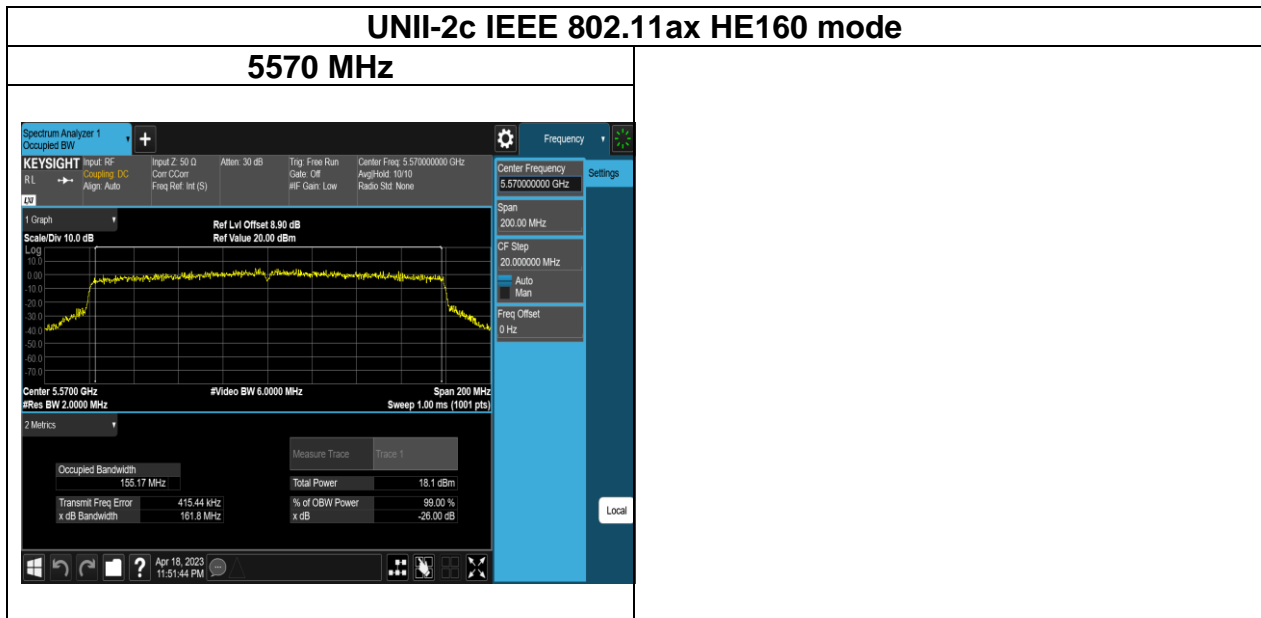 UNII-2c IEEE 802.11ax HE160 mode
5570 MHz
Spectrum Analyzer 1
Occupied BW
+
Frequency
KEYSIGHT
RL
LXI
Input: RF
Coupling: DC
Align: Auto
Input Z: 50 Ω
Corr CCorr
Freq Ref: Int (S)
Atten: 30 dB
Trig: Free Run
Gate: Off
#IF Gain: Low
Center Freq: 5.570000000 GHz
Avg|Hold: 10/10
Radio Std: None
Center Frequency
5.570000000 GHz
Settings
Span
200.00 MHz
CF Step
20.000000 MHz
Auto
Man
Freq Offset
0 Hz
Local
1 Graph
Scale/Div 10.0 dB
Ref Lvl Offset 8.90 dB
Ref Value 20.00 dBm
Log
10.0
0.00
-10.0
-20.0
-30.0
-40.0
-50.0
-60.0
-70.0
Center 5.5700 GHz
#Video BW 6.0000 MHz
Span 200 MHz
#Res BW 2.0000 MHz
Sweep 1.00 ms (1001 pts)
2 Metrics
Measure Trace
Trace 1
Occupied Bandwidth
155.17 MHz
Total Power
18.1 dBm
Transmit Freq Error
415.44 kHz
% of OBW Power
99.00 %
x dB Bandwidth
161.8 MHz
x dB
-26.00 dB
?
Apr 18, 2023
11:51:44 PM